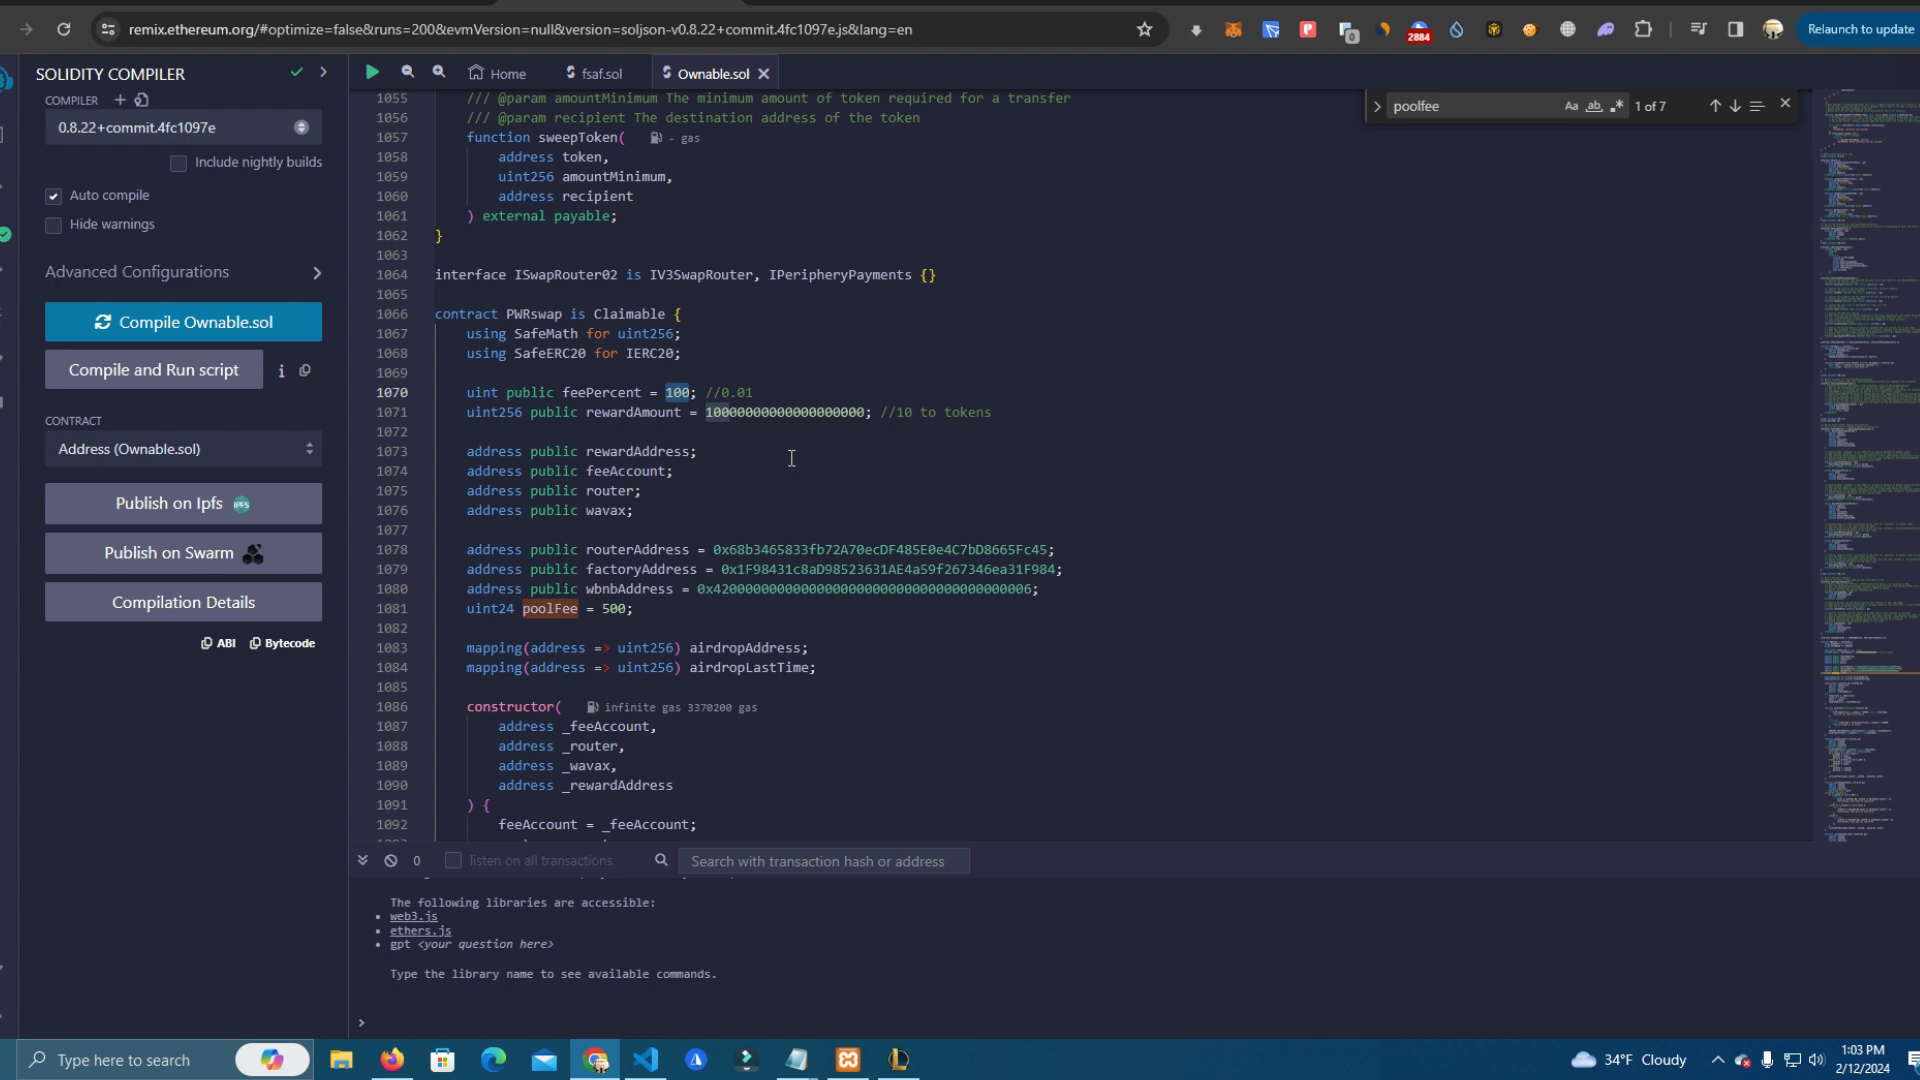 remix.ethereum.org/#optimize=false&runs=200&evmVersion=null&version=soljson-v0.8.22+commit.4fc1097e.js&lang=en
0
2884
Relaunch to update
SOLIDITY COMPILER
COMPILER
0.8.22+commit.4fc1097e
Include nightly builds
Auto compile
Hide warnings
Advanced Configurations
Compile Ownable.sol
Compile and Run script
CONTRACT
Address (Ownable.sol)
Publish on Ipfs
IPFS
Publish on Swarm
Compilation Details
ABI Bytecode
Home fsaf.sol Ownable.sol
poolfee Aa ab 1 of 7
1055 /// @param amountMinimum The minimum amount of token required for a transfer
1056 /// @param recipient The destination address of the token
1057 function sweepToken( - gas
1058 address token,
1059 uint256 amountMinimum,
1060 address recipient
1061 ) external payable;
1062 }
1063
1064 interface ISwapRouter02 is IV3SwapRouter, IPeripheryPayments {}
1065
1066 contract PWRswap is Claimable {
1067 using SafeMath for uint256;
1068 using SafeERC20 for IERC20;
1069
1070 uint public feePercent = 100; //0.01
1071 uint256 public rewardAmount = 10000000000000000000; //10 to tokens
1072
1073 address public rewardAddress;
1074 address public feeAccount;
1075 address public router;
1076 address public wavax;
1077
1078 address public routerAddress = 0x68b3465833fb72A70ecDF485E0e4C7bD8665Fc45;
1079 address public factoryAddress = 0x1F98431c8aD98523631AE4a59f267346ea31F984;
1080 address public wbnbAddress = 0x4200000000000000000000000000000000000006;
1081 uint24 poolFee = 500;
1082
1083 mapping(address => uint256) airdropAddress;
1084 mapping(address => uint256) airdropLastTime;
1085
1086 constructor( infinite gas 3370200 gas
1087 address _feeAccount,
1088 address _router,
1089 address _wavax,
1090 address _rewardAddress
1091 ) {
1092 feeAccount = _feeAccount;
0 listen on all transactions Search with transaction hash or address
The following libraries are accessible:
• web3.js
• ethers.js
• gpt <your question here>
Type the library name to see available commands.
>
Type here to search
34°F Cloudy
1:03 PM
2/12/2024